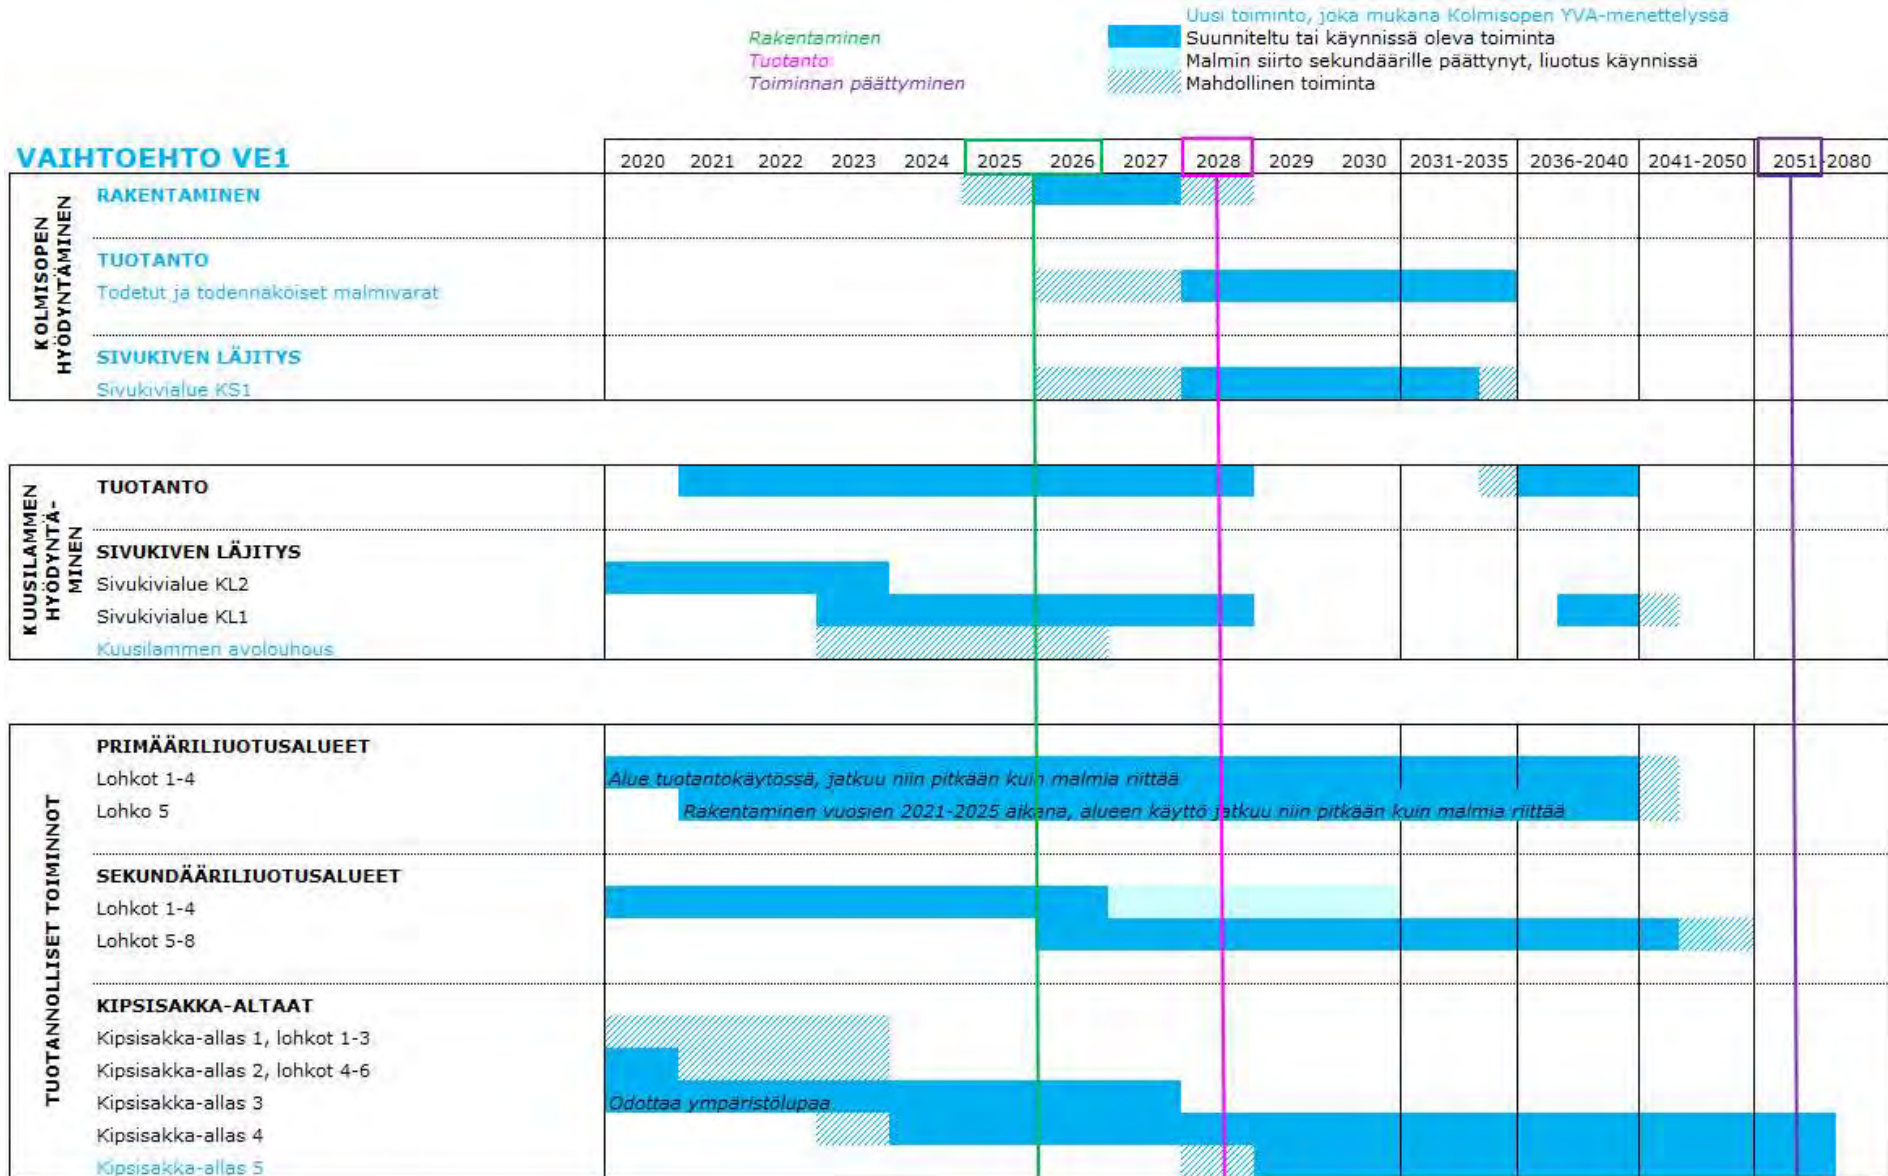 Uusi toiminto, joka mukana Kolmisopen YVA-menettelyssä
Rakentaminen
Suunniteltu tai käynnissä oleva toiminta
Tuotanto
Malmin siirto sekundäärille päättynyt, liuotus käynnissä
Toiminnan päättyminen
Mahdollinen toiminta
VAIHTOEHTO VE1
2020 2021 2022 2023 2024 2025 2026 2027 2028 2029 2030 2031-2035 2036-2040 2041-2050 2051-2080
KOLMISOPEN
HYÖDYNTÄMINEN
RAKENTAMINEN
TUOTANTO
Todetut ja todennäköiset malmivarat
SIVUKIVEN LÄJITYS
Sivukivialue KS1
KUUSILAMMEN
HYÖDYNTÄ-
MINEN
TUOTANTO
SIVUKIVEN LÄJITYS
Sivukivialue KL2
Sivukivialue KL1
Kuusilammen avolouhous
TUOTANNOLLISET TOIMINNOT
PRIMÄÄRILIUOTUSALUEET
Lohkot 1-4 Alue tuotantokäytössä, jatkuu niin pitkään kuin malmia riittää
Lohko 5 Rakentaminen vuosien 2021-2025 aikana, alueen käyttö jatkuu niin pitkään kuin malmia riittää
SEKUNDÄÄRILIUOTUSALUEET
Lohkot 1-4
Lohkot 5-8
KIPSISAKKA-ALTAAT
Kipsisakka-allas 1, lohkot 1-3
Kipsisakka-allas 2, lohkot 4-6
Kipsisakka-allas 3 Odottaa ympäristölupaa
Kipsisakka-allas 4
Kipsisakka-allas 5